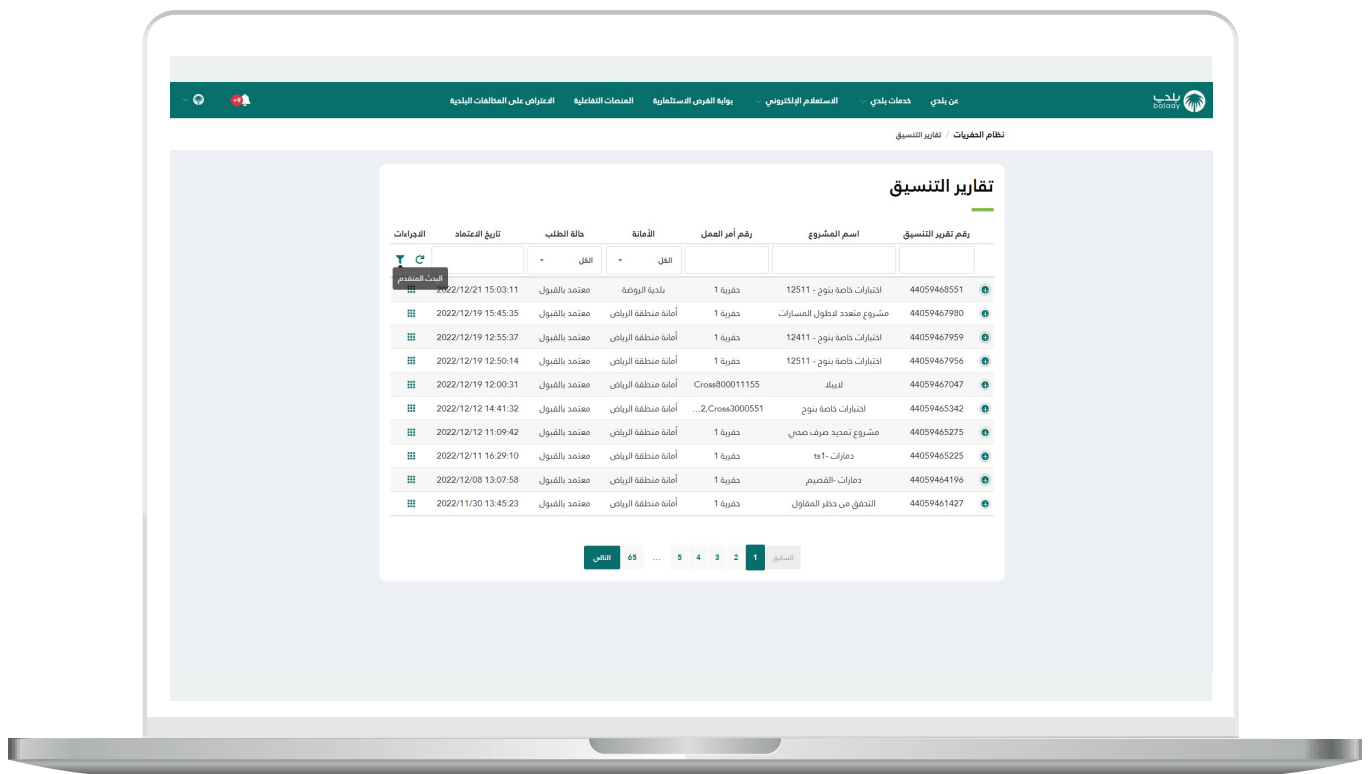 بلدي
balady
عن بلدي خدمات بلدي الاستعلام الإلكتروني بوابة الفرص الاستثمارية المنصات التفاعلية الاعتراض على المخالفات البلدية
+9
نظام الحفريات / تقارير التنسيق
تقارير التنسيق
رقم تقرير التنسيق اسم المشروع رقم أمر العمل الأمانة حالة الطلب تاريخ الاعتماد الاجراءات
الكل الكل
البحث المتقدم
44059468551 اختبارات خاصة بنوح - 12511 حفرية 1 بلدية الروضة معتمد بالقبول 2022/12/21 15:03:11
44059467980 مشروع متعدد لاطول المسارات حفرية 1 أمانة منطقة الرياض معتمد بالقبول 2022/12/19 15:45:35
44059467959 اختبارات خاصة بنوح - 12411 حفرية 1 أمانة منطقة الرياض معتمد بالقبول 2022/12/19 12:55:37
44059467956 اختبارات خاصة بنوح - 12511 حفرية 1 أمانة منطقة الرياض معتمد بالقبول 2022/12/19 12:50:14
44059467047 لايبلا Cross800011155 أمانة منطقة الرياض معتمد بالقبول 2022/12/19 12:00:31
44059465342 اختبارات خاصة بنوح 2,Cross3000551... أمانة منطقة الرياض معتمد بالقبول 2022/12/12 14:41:32
44059465275 مشروع تمديد صرف صحي حفرية 1 أمانة منطقة الرياض معتمد بالقبول 2022/12/12 11:09:42
44059465225 دمارات -ts1 حفرية 1 أمانة منطقة الرياض معتمد بالقبول 2022/12/11 16:29:10
44059464196 دمارات -القصيم حفرية 1 أمانة منطقة الرياض معتمد بالقبول 2022/12/08 13:07:58
44059461427 التحقق من حظر المقاول حفرية 1 أمانة منطقة الرياض معتمد بالقبول 2022/11/30 13:45:23
السابق 1 2 3 4 5 ... 65 التالي